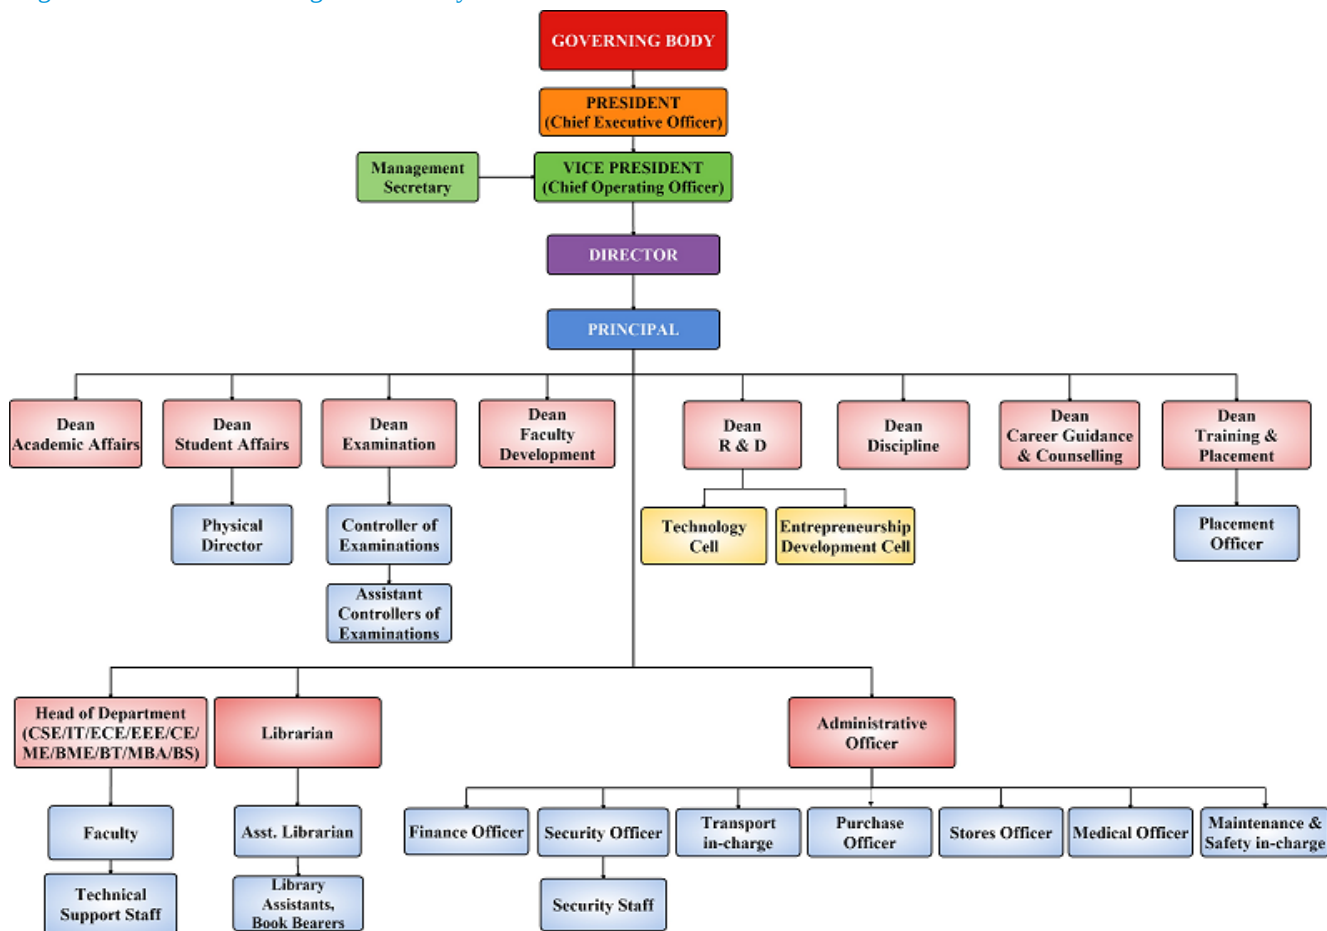 GOVERNING BODY
PRESIDENT
(Chief Executive Officer)
Management
Secretary
VICE PRESIDENT
(Chief Operating Officer)
DIRECTOR
PRINCIPAL
Dean
Academic Affairs
Dean
Student Affairs
Dean
Examination
Dean
Faculty
Development
Dean
R & D
Dean
Discipline
Dean
Career Guidance
& Counselling
Dean
Training &
Placement
Physical
Director
Controller of
Examinations
Technology
Cell
Entrepreneurship
Development Cell
Placement
Officer
Assistant
Controllers of
Examinations
Head of Department
(CSE/IT/ECE/EEE/CE/
ME/BME/BT/MBA/BS)
Librarian
Administrative
Officer
Faculty
Asst. Librarian
Finance Officer
Security Officer
Transport
in-charge
Purchase
Officer
Stores Officer
Medical Officer
Maintenance &
Safety in-charge
Technical
Support Staff
Library
Assistants,
Book Bearers
Security Staff